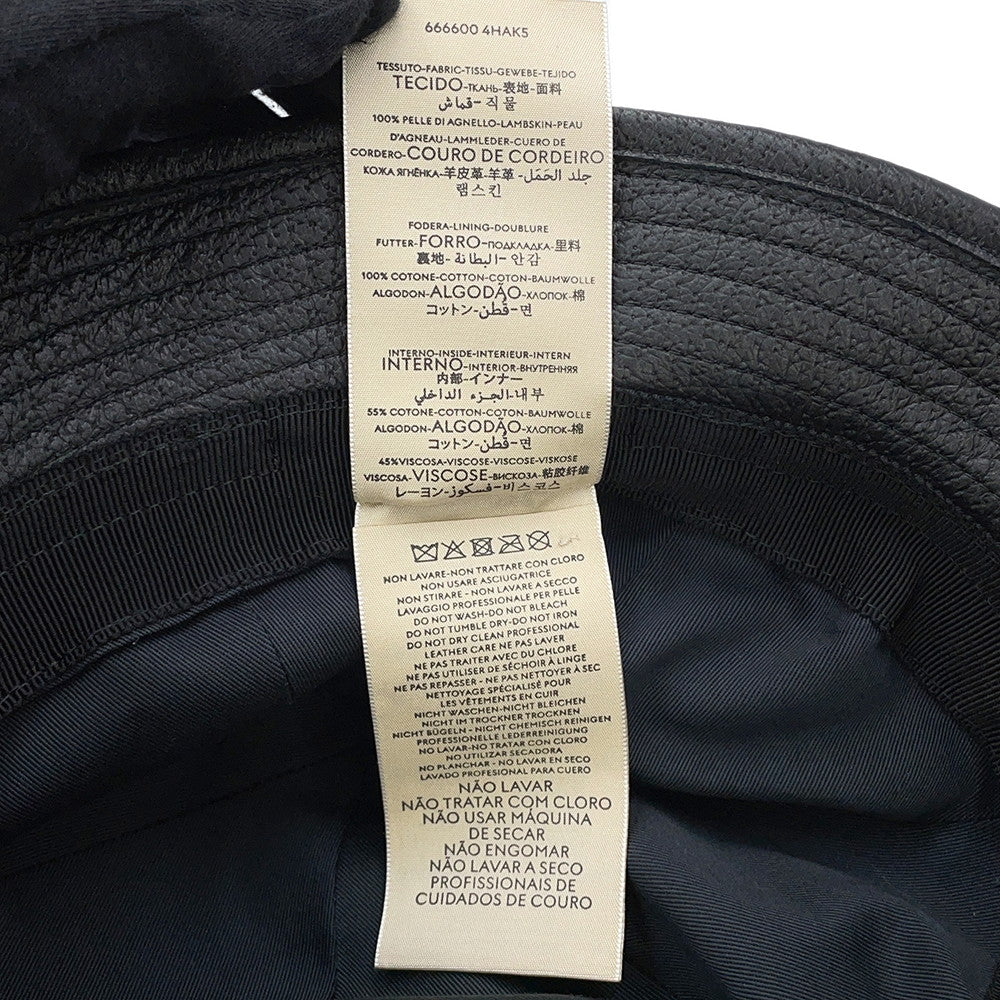 666600 4HAK5
TESSUTO-FABRIC-TISSU-GEWEBE-TEJIDO
TECIDO-ТКАНЬ-表地-面料
قماش-직물
100% PELLE DI AGNELLO-LAMBSKIN-PEAU
D'AGNEAU-LAMMLEDER-CUERO DE
CORDERO-COURO DE CORDEIRO
КОЖА ЯГНЁНКА-羊皮革-羊革-جلد الحَمَل-
램스킨
FODERA-LINING-DOUBLURE
FUTTER-FORRO-ПОДКЛАДКА-里料
裏地-البطانة-안감
100% COTONE-COTTON-COTON-BAUMWOLLE
ALGODON-ALGODÃO-ХЛОПОК-棉
コットン-قطن-면
INTERNO-INSIDE-INTERIEUR-INTERN
INTERNO-INTERIOR-ВНУТРЕННЯЯ
内部-インナー
내부-الجزء الداخلي
55% COTONE-COTTON-COTON-BAUMWOLLE
ALGODON-ALGODÃO-ХЛОПОК-棉
コットン-قطن-면
45%VISCOSA-VISCOSE-VISCOSE-VISKOSE
VISCOSA-VISCOSE-ВИСКОЗА-粘胶纤维
レーヨン-فسكوز-비스코스
NON LAVARE-NON TRATTARE CON CLORO
NON USARE ASCIUGATRICE
NON STIRARE - NON LAVARE A SECCO
LAVAGGIO PROFESSIONALE PER PELLE
DO NOT WASH-DO NOT BLEACH
DO NOT TUMBLE DRY-DO NOT IRON
DO NOT DRY CLEAN PROFESSIONAL
LEATHER CARE NE PAS LAVER
NE PAS TRAITER AVEC DU CHLORE
NE PAS UTILISER DE SÉCHOIR À LINGE
NE PAS REPASSER - NE PAS NETTOYER À SEC
NETTOYAGE SPÉCIALISÉ POUR
LES VÊTEMENTS EN CUIR
NICHT WASCHEN-NICHT BLEICHEN
NICHT IM TROCKNER TROCKNEN
NICHT BÜGELN - NICHT CHEMISCH REINIGEN
PROFESSIONELLE LEDERREINIGUNG
NO LAVAR-NO TRATAR CON CLORO
NO UTILIZAR SECADORA
NO PLANCHAR - NO LAVAR EN SECO
LAVADO PROFESIONAL PARA CUERO
NÃO LAVAR
NÃO TRATAR COM CLORO
NÃO USAR MÁQUINA
DE SECAR
NÃO ENGOMAR
NÃO LAVAR A SECO
PROFISSIONAIS DE
CUIDADOS DE COURO